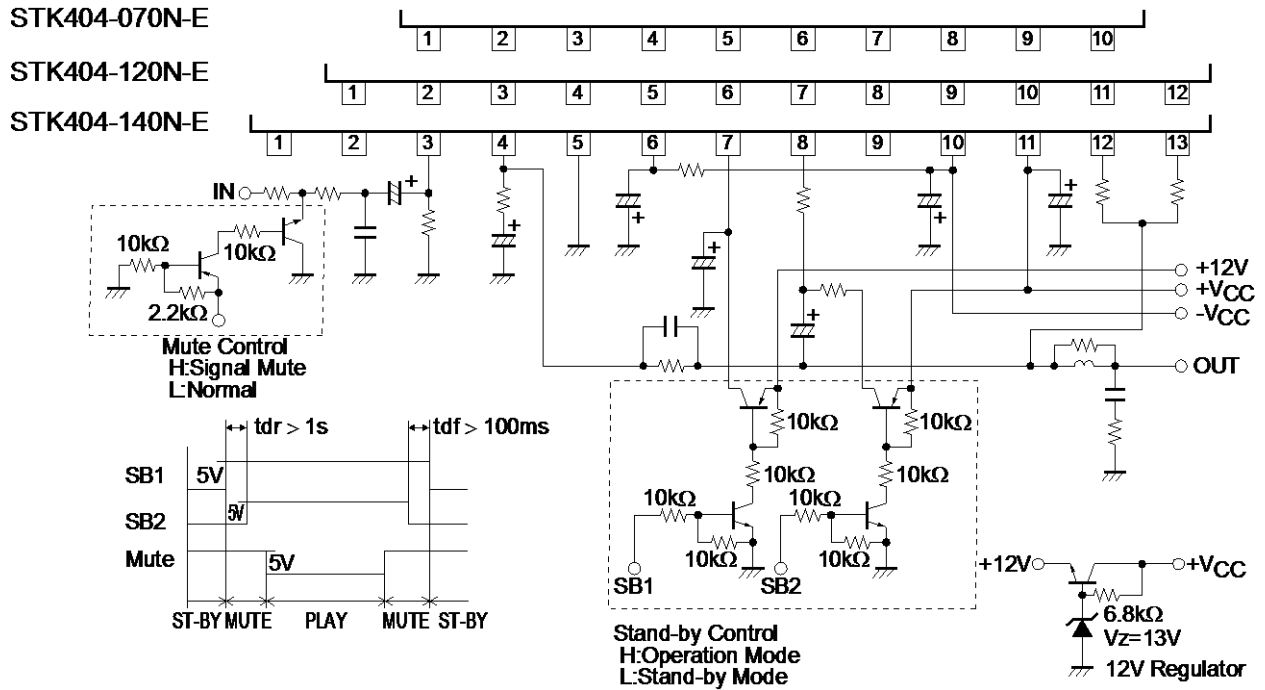 STK404-070N-E
1 2 3 4 5 6 7 8 9 10
STK404-120N-E
1 2 3 4 5 6 7 8 9 10 11 12
STK404-140N-E
1 2 3 4 5 6 7 8 9 10 11 12 13
IN
+
+
+
+
+
+
+
10kΩ
10kΩ
2.2kΩ
Mute Control
H:Signal Mute
L:Normal
+12V
+VCC
-VCC
OUT
10kΩ
10kΩ
10kΩ
10kΩ
10kΩ
10kΩ
10kΩ
10kΩ
SB1
SB2
Stand-by Control
H:Operation Mode
L:Stand-by Mode
tdr > 1s
tdf > 100ms
SB1
5V
SB2
5V
Mute
5V
ST-BY MUTE PLAY MUTE ST-BY
+12V
+VCC
6.8kΩ
Vz=13V
12V Regulator